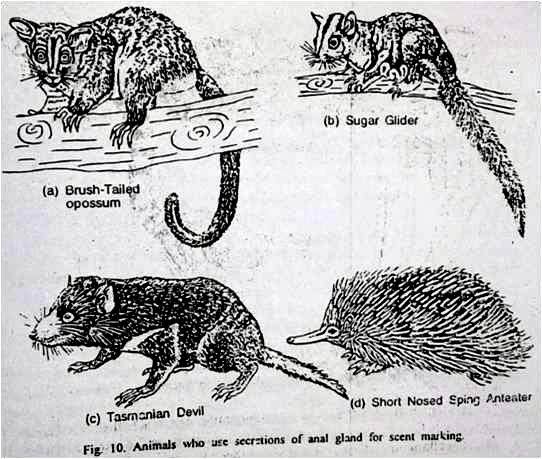 (a) Brush-Tailed
opossum
(b) Sugar Glider
(c) Tasmanian Devil
(d) Short Nosed Sping Anteater
Fig. 10. Animals who use secretions of anal gland for scent marking.